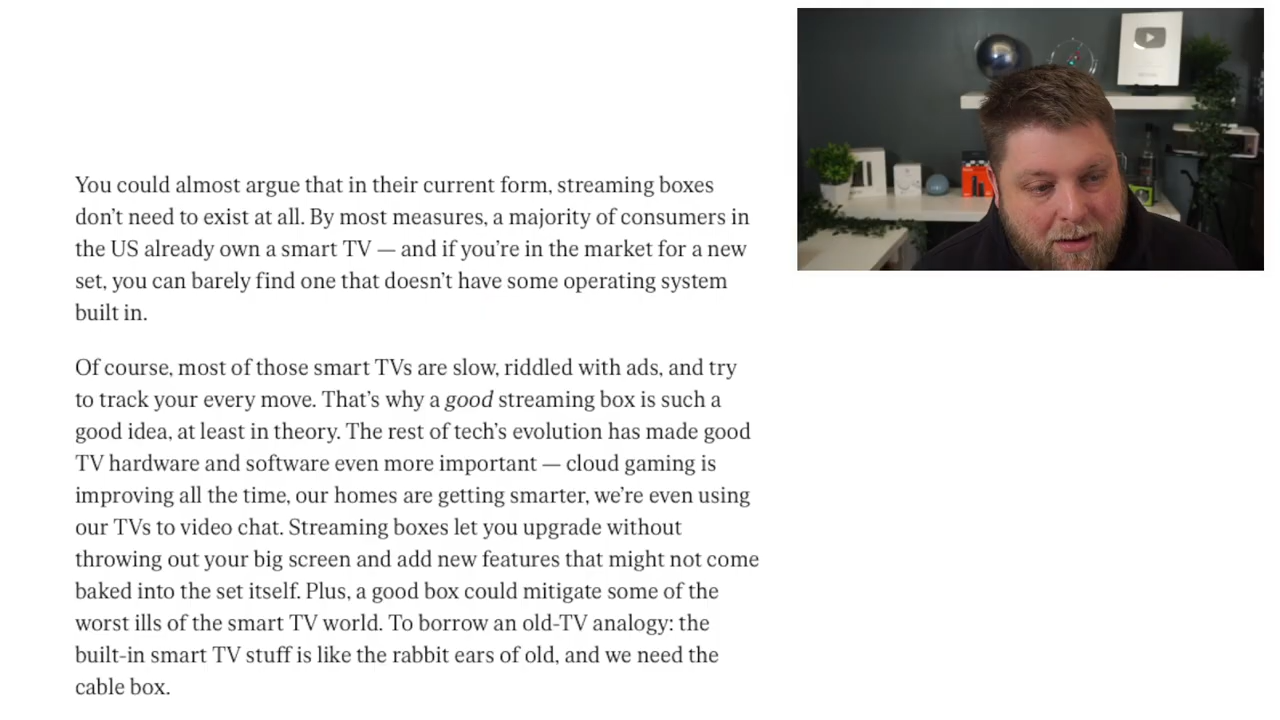 You could almost argue that in their current form, streaming boxes
don’t need to exist at all. By most measures, a majority of consumers in
the US already own a smart TV — and if you’re in the market for a new
set, you can barely find one that doesn’t have some operating system
built in.
Of course, most of those smart TVs are slow, riddled with ads, and try
to track your every move. That’s why a good streaming box is such a
good idea, at least in theory. The rest of tech’s evolution has made good
TV hardware and software even more important — cloud gaming is
improving all the time, our homes are getting smarter, we’re even using
our TVs to video chat. Streaming boxes let you upgrade without
throwing out your big screen and add new features that might not come
baked into the set itself. Plus, a good box could mitigate some of the
worst ills of the smart TV world. To borrow an old-TV analogy: the
built-in smart TV stuff is like the rabbit ears of old, and we need the
cable box.